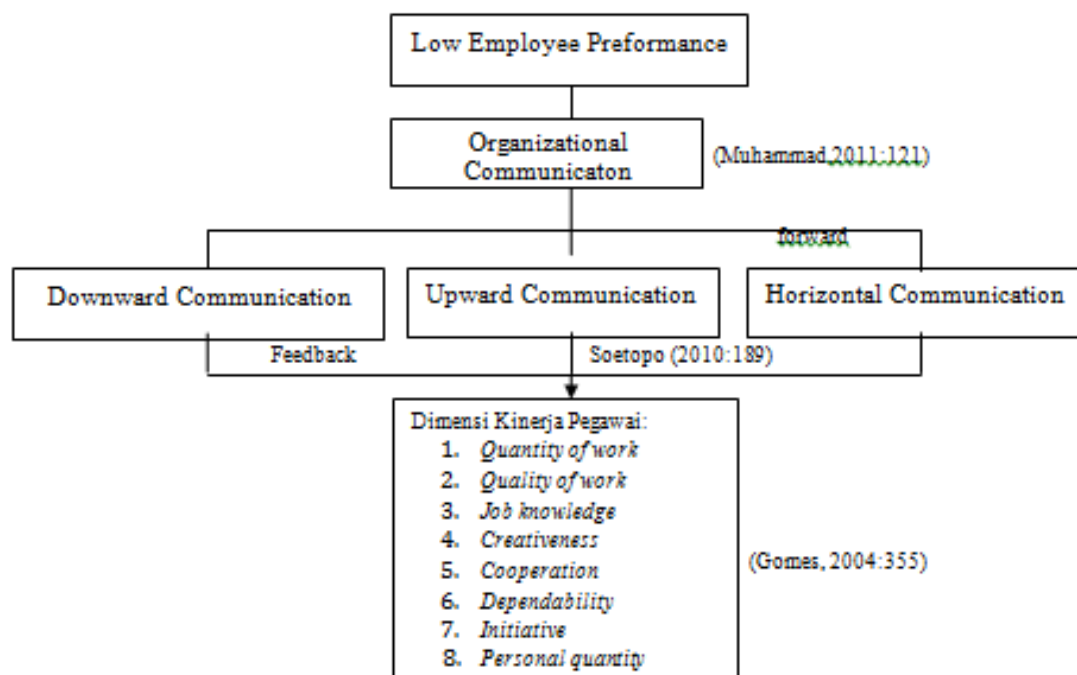 Low Employee Preformance
Organizational
Communicaton
(Muhammad,2011:121)
forward
Downward Communication
Upward Communication
Horizontal Communication
Feedback
Soetopo (2010:189)
Dimensi Kinerja Pegawai:
1. Quantity of work
2. Quality of work
3. Job knowledge
4. Creativeness
5. Cooperation
6. Dependability
7. Initiative
8. Personal quantity
(Gomes, 2004:355)